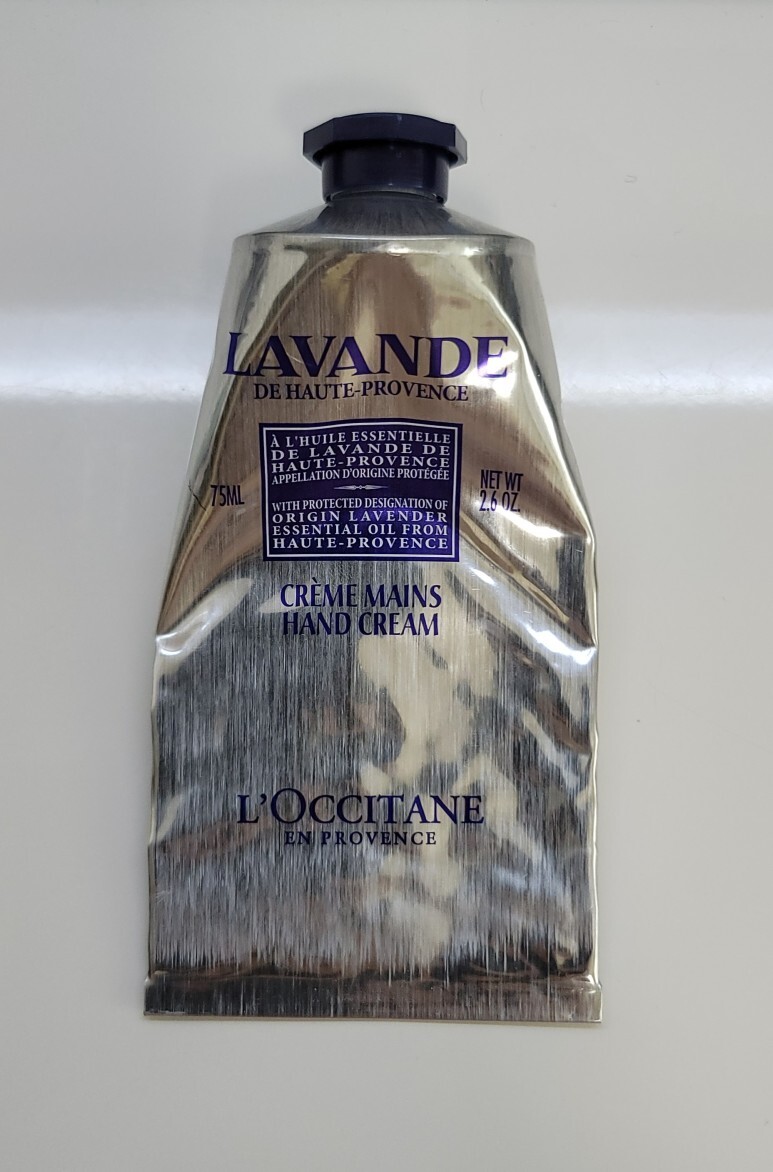 LAVANDE
DE HAUTE-PROVENCE
À L'HUILE ESSENTIELLE
DE LAVANDE DE
HAUTE-PROVENCE
APPELLATION D'ORIGINE PROTÉGÉE
WITH PROTECTED DESIGNATION OF
ORIGIN LAVENDER
ESSENTIAL OIL FROM
HAUTE-PROVENCE
75ML
NET WT
2.6 OZ.
CRÈME MAINS
HAND CREAM
L'OCCITANE
EN PROVENCE